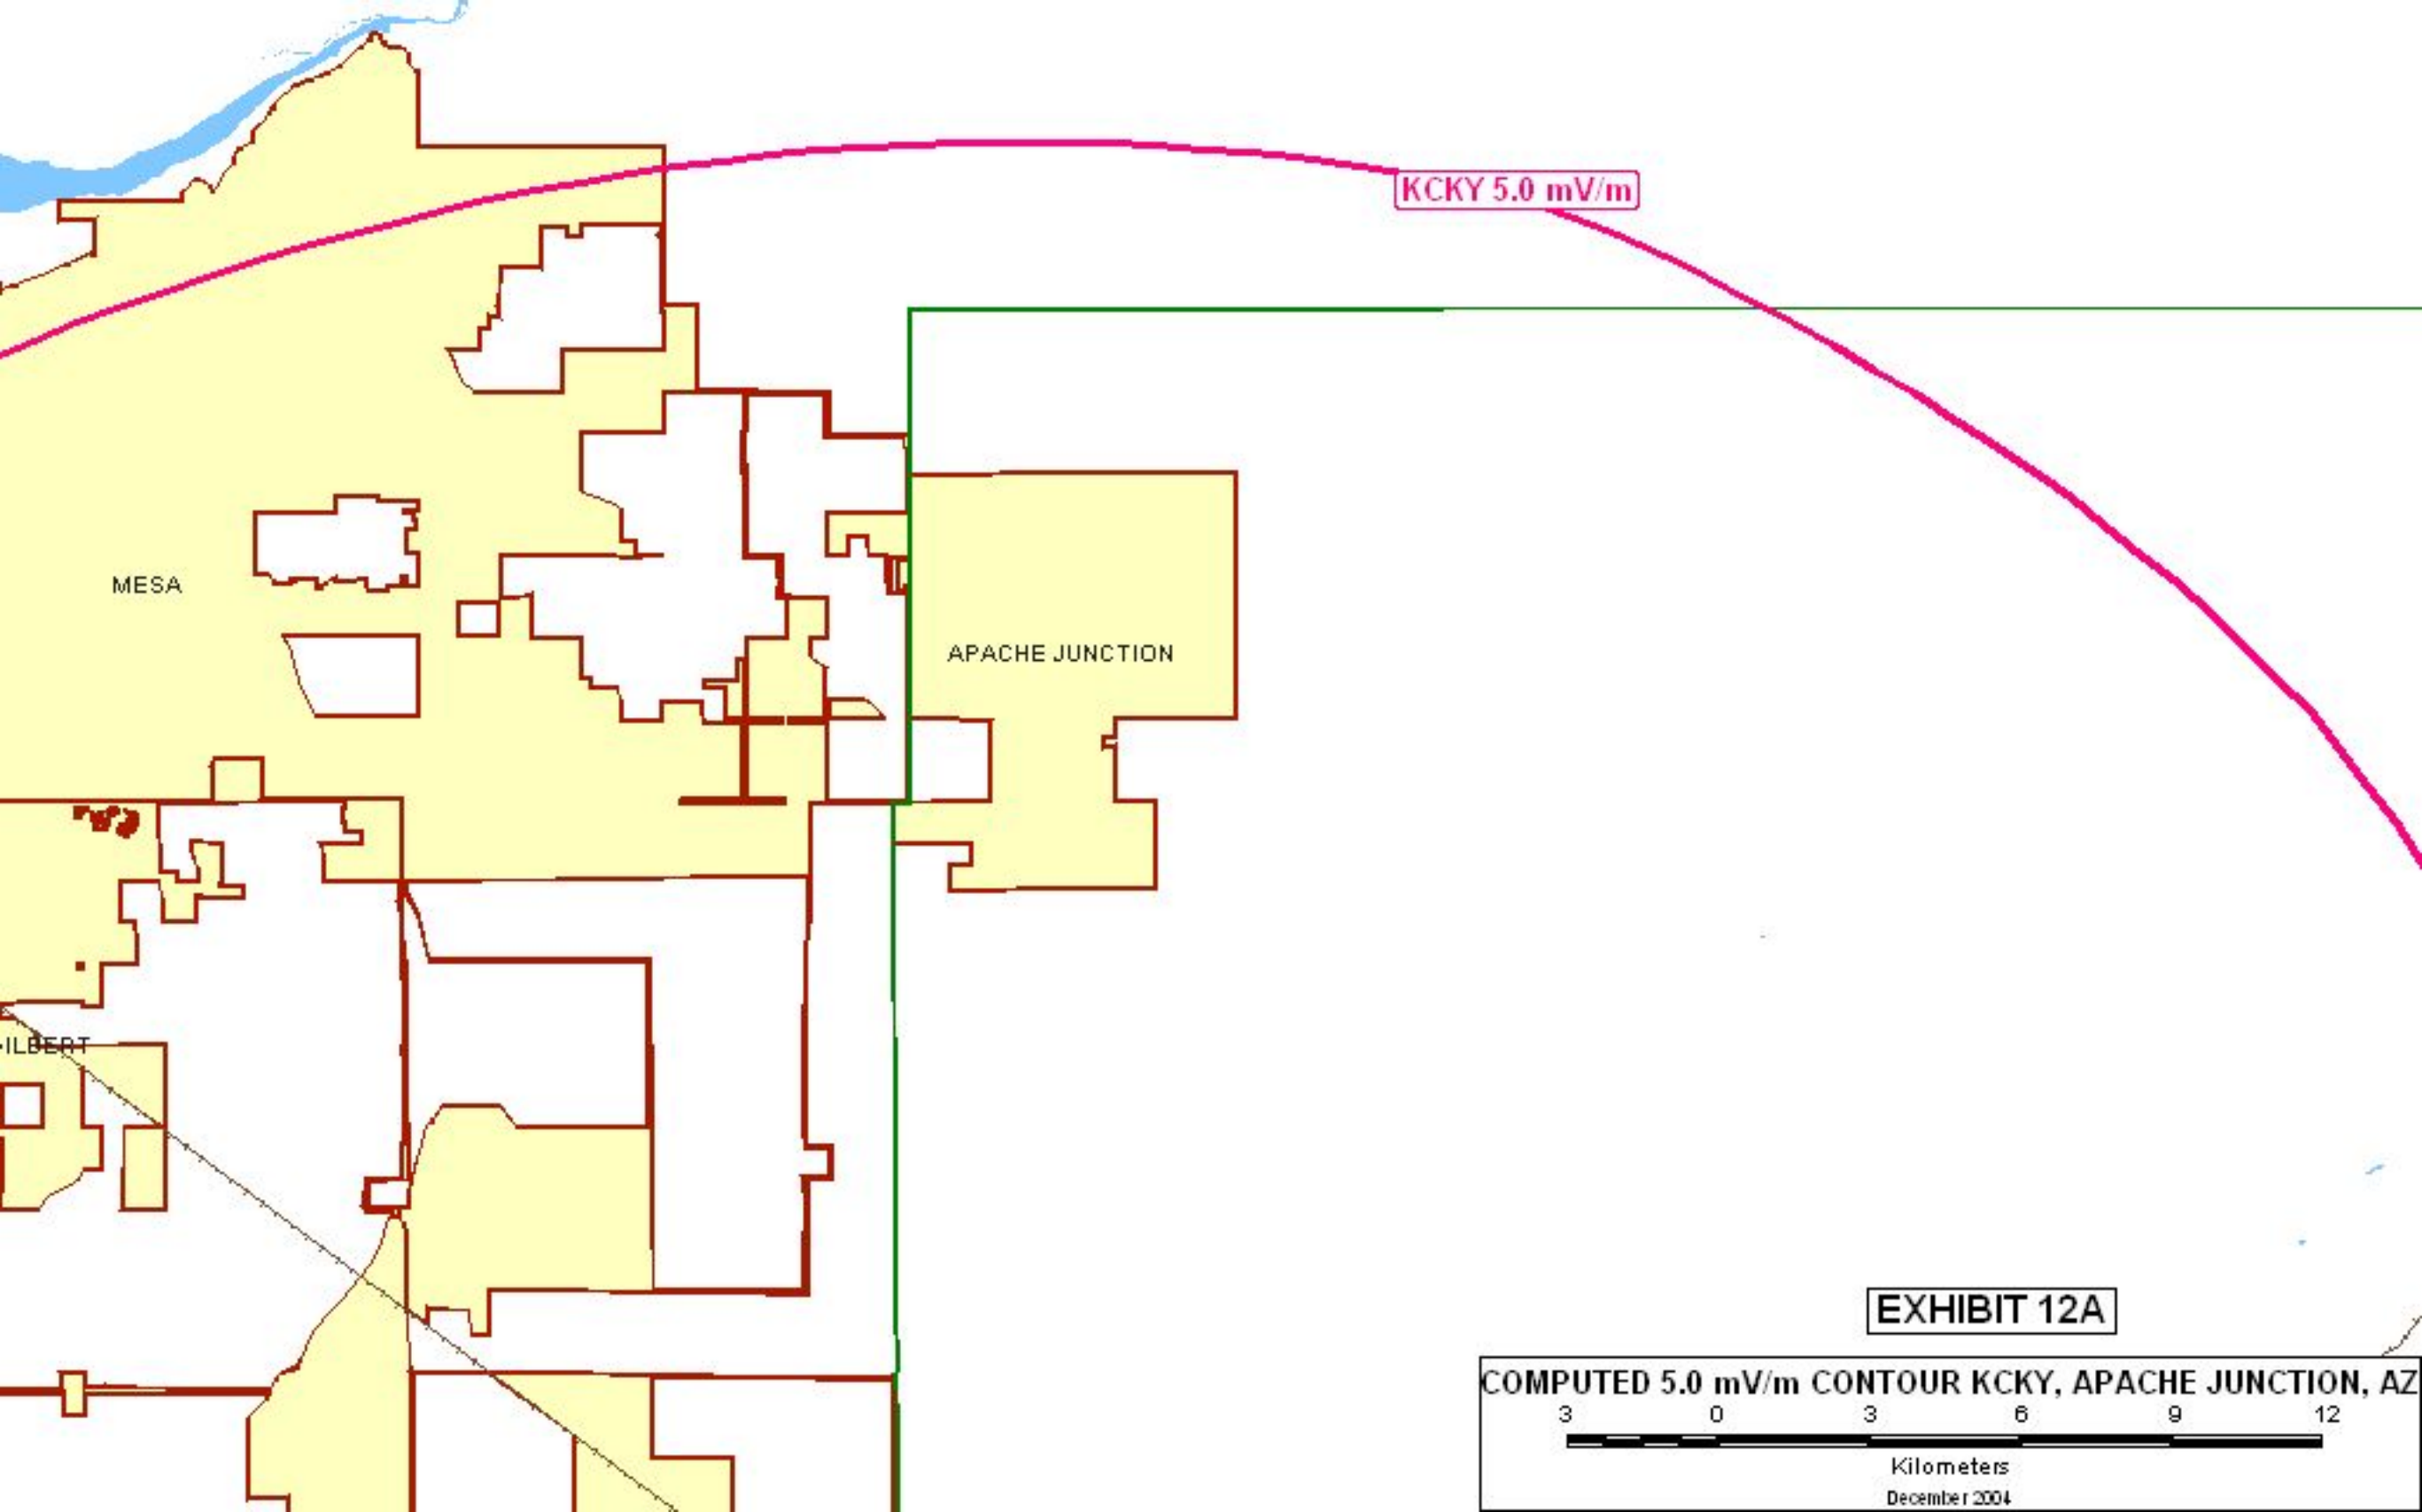 KCKY 5.0 mV/m
MESA
APACHE JUNCTION
ILBERT
EXHIBIT 12A
COMPUTED 5.0 mV/m CONTOUR KCKY, APACHE JUNCTION, AZ
3 0 3 6 9 12
Kilometers
December 2004